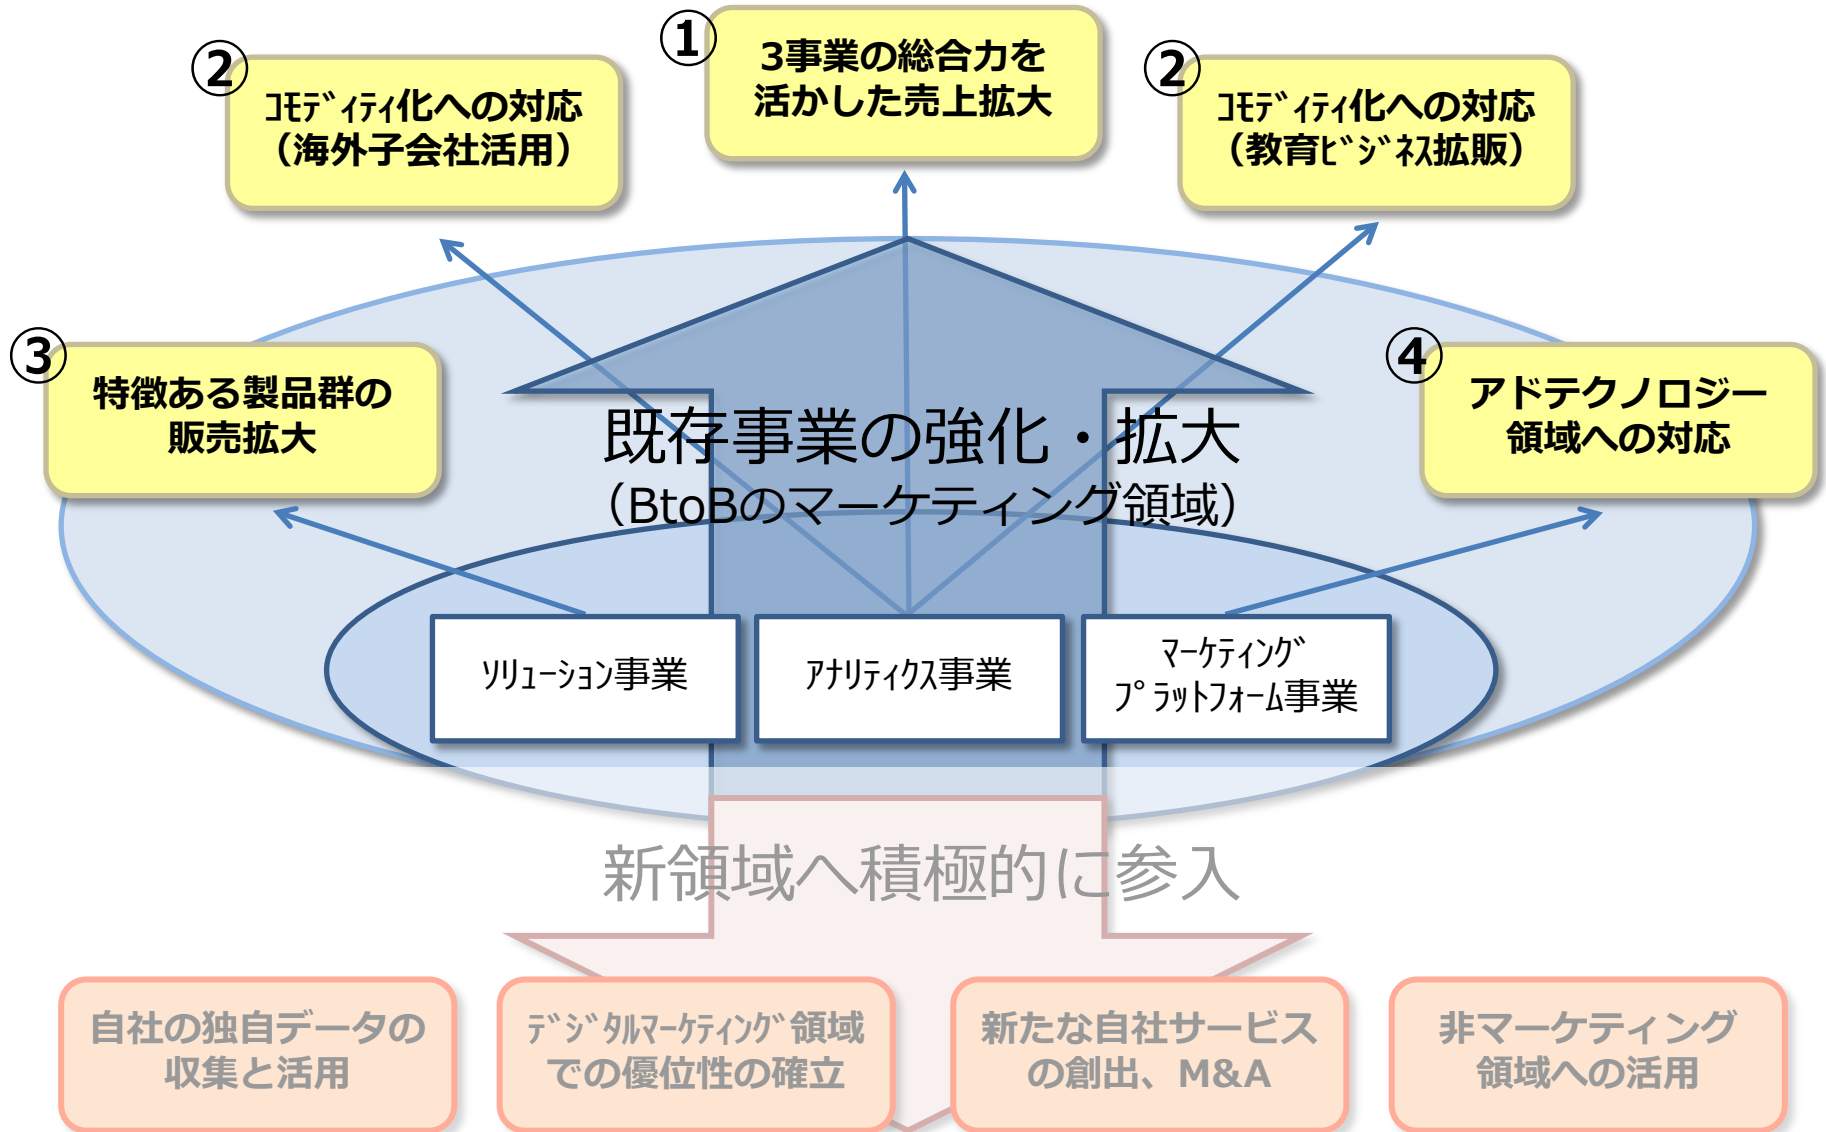 ①
3事業の総合力を
活かした売上拡大
②
ｺﾓﾃﾞｨﾃｨ化への対応
（海外子会社活用）
②
ｺﾓﾃﾞｨﾃｨ化への対応
（教育ﾋﾞｼﾞﾈｽ拡販）
③
特徴ある製品群の
販売拡大
④
アドテクノロジー
領域への対応
既存事業の強化・拡大
（BtoBのマーケティング領域）
ｿﾘｭｰｼｮﾝ事業
ｱﾅﾘﾃｨｸｽ事業
ﾏｰｹﾃｨﾝｸﾞ
ﾌﾟﾗｯﾄﾌｫｰﾑ事業
新領域へ積極的に参入
自社の独自データの
収集と活用
ﾃﾞｼﾞﾀﾙﾏｰｹﾃｨﾝｸﾞ領域
での優位性の確立
新たな自社サービス
の創出、M&A
非マーケティング
領域への活用